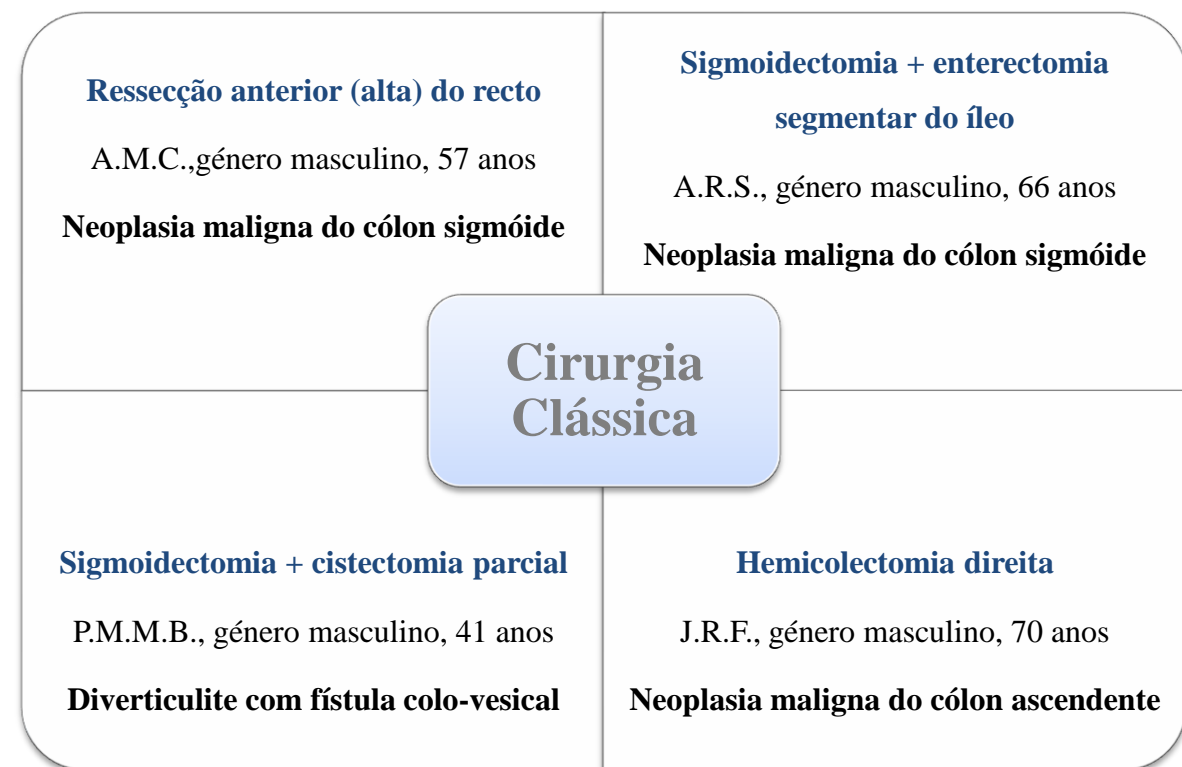 Ressecção anterior (alta) do recto
A.M.C.,género masculino, 57 anos
Neoplasia maligna do cólon sigmóide
Sigmoidectomia + enterectomia
segmentar do íleo
A.R.S., género masculino, 66 anos
Neoplasia maligna do cólon sigmóide
Cirurgia
Clássica
Sigmoidectomia + cistectomia parcial
P.M.M.B., género masculino, 41 anos
Diverticulite com fístula colo-vesical
Hemicolectomia direita
J.R.F., género masculino, 70 anos
Neoplasia maligna do cólon ascendente